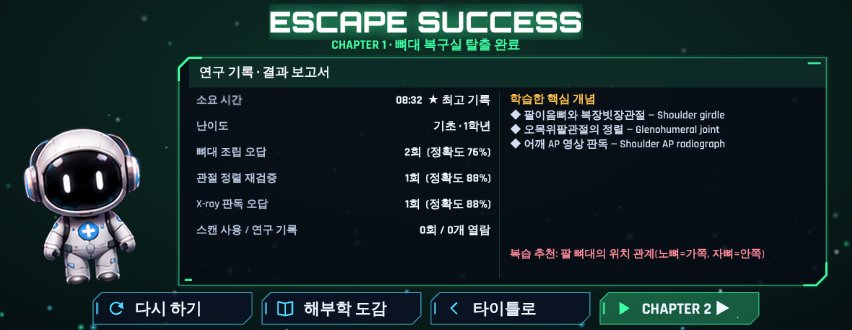 ESCAPE SUCCESS
CHAPTER 1 · 뼈대 복구실 탈출 완료
연구 기록 · 결과 보고서
소요 시간 08:32 ★ 최고 기록
난이도 기초 · 1학년
뼈대 조립 오답 2회 (정확도 76%)
관절 정렬 재검증 1회 (정확도 88%)
X-ray 판독 오답 1회 (정확도 88%)
스캔 사용 / 연구 기록 0회 / 0개 열람
학습한 핵심 개념
◆ 팔이음뼈와 복장빗장관절 – Shoulder girdle
◆ 오목위팔관절의 정렬 – Glenohumeral joint
◆ 어깨 AP 영상 판독 – Shoulder AP radiograph
복습 추천: 팔 뼈대의 위치 관계(노뼈=가쪽, 자뼈=안쪽)
다시 하기
해부학 도감
타이틀로
CHAPTER 2 ▶